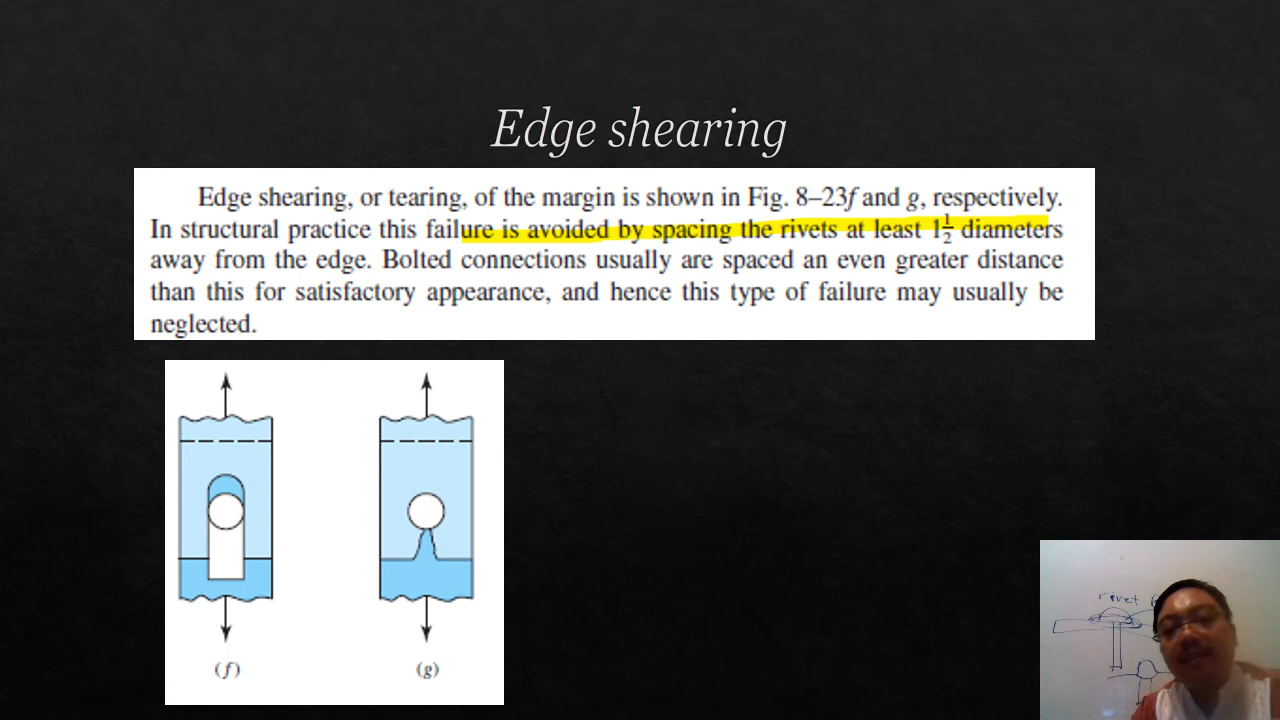 Edge shearing
Edge shearing, or tearing, of the margin is shown in Fig. 8–23f and g, respectively.
In structural practice this failure is avoided by spacing the rivets at least 1 1/2 diameters
away from the edge. Bolted connections usually are spaced an even greater distance
than this for satisfactory appearance, and hence this type of failure may usually be
neglected.
(f)
(g)
rivet